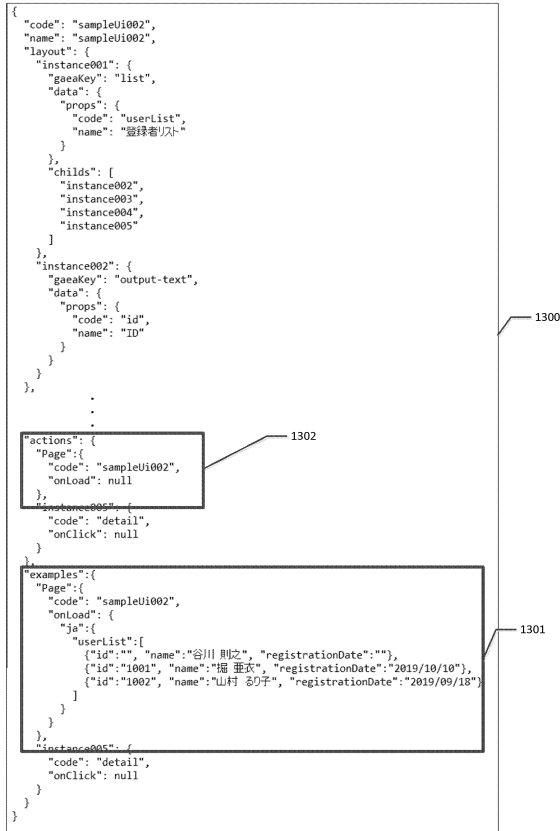 {
"code": "sampleUi002",
"name": "sampleUi002",
"layout": {
"instance001": {
"gaeaKey": "list",
"data": {
"props": {
"code": "userList",
"name": "登録者リスト"
}
},
"childs": [
"instance002",
"instance003",
"instance004",
"instance005"
]
},
"instance002": {
"gaeaKey": "output-text",
"data": {
"props": {
"code": "id",
"name": "ID"
}
}
}
},
1300
.
.
.
1302
"actions": {
"Page":{
"code": "sampleUi002",
"onLoad": null
},
"instance005": {
"code": "detail",
"onClick": null
}
},
"examples":{
"Page":{
"code": "sampleUi002",
"onLoad": {
"ja":{
"userList":[
{"id":"", "name":"谷川 則之", "registrationDate":""},
{"id":"1001", "name":"堀 亜衣", "registrationDate":"2019/10/10"},
{"id":"1002", "name":"山村 るり子", "registrationDate":"2019/09/18"}
]
}
}
},
1301
"instance005": {
"code": "detail",
"onClick": null
}
}
}